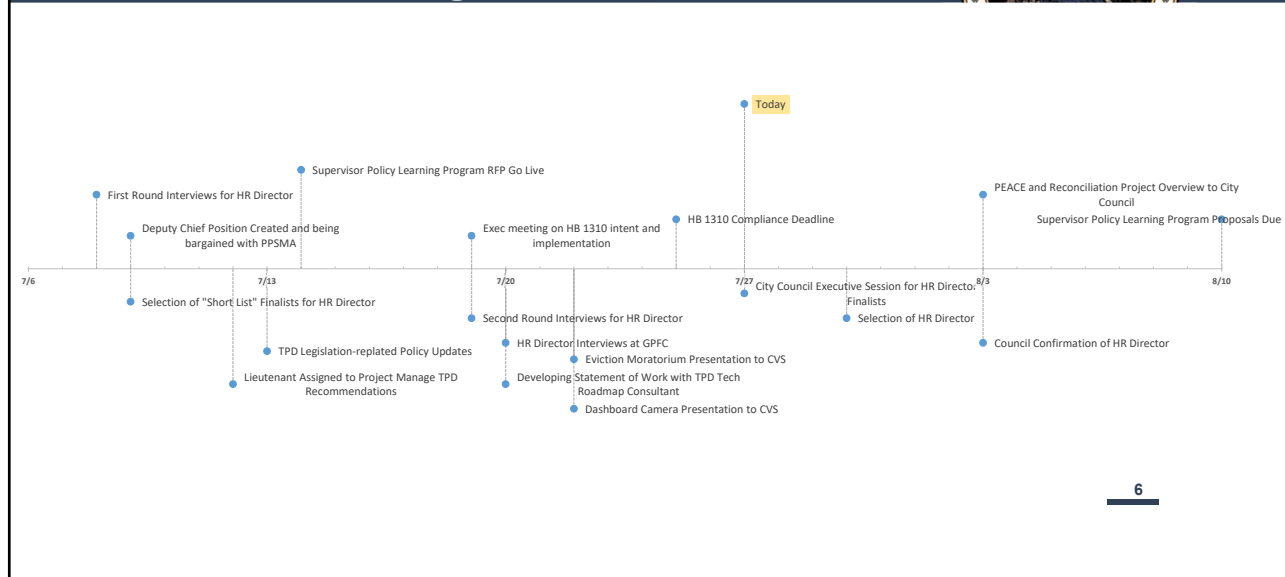 Today
Supervisor Policy Learning Program RFP Go Live
First Round Interviews for HR Director
PEACE and Reconciliation Project Overview to City
Council
HB 1310 Compliance Deadline
Supervisor Policy Learning Program Proposals Due
Deputy Chief Position Created and being
bargained with PPSMA
Exec meeting on HB 1310 intent and
implementation
7/6
7/13
7/20
7/27
8/3
8/10
City Council Executive Session for HR Director
Finalists
Selection of "Short List" Finalists for HR Director
Second Round Interviews for HR Director
Selection of HR Director
HR Director Interviews at GPFC
Council Confirmation of HR Director
TPD Legislation-replated Policy Updates
Eviction Moratorium Presentation to CVS
Lieutenant Assigned to Project Manage TPD
Recommendations
Developing Statement of Work with TPD Tech
Roadmap Consultant
Dashboard Camera Presentation to CVS
6